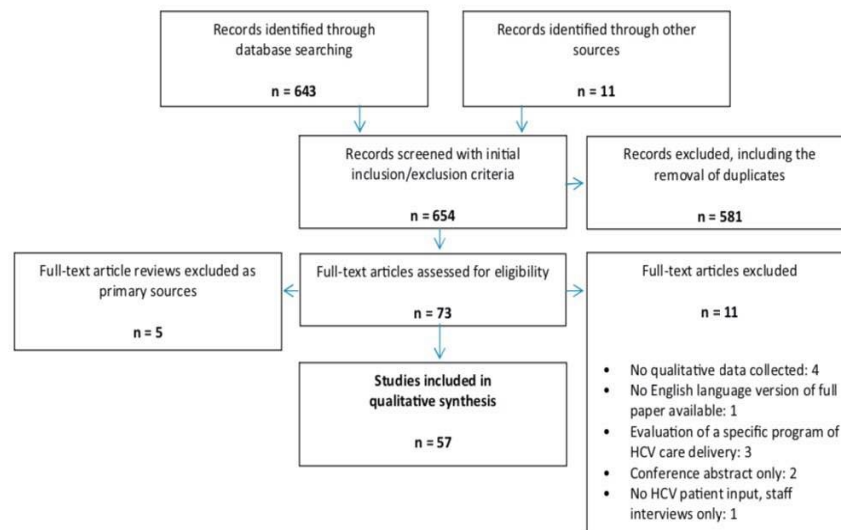 Records identified through
database searching
n = 643
Records identified through other
sources
n = 11
Records screened with initial
inclusion/exclusion criteria
n = 654
Records excluded, including the
removal of duplicates
n = 581
Full-text article reviews excluded as
primary sources
n = 5
Full-text articles assessed for eligibility
n = 73
Full-text articles excluded
n = 11
• No qualitative data collected: 4
• No English language version of full
paper available: 1
• Evaluation of a specific program of
HCV care delivery: 3
• Conference abstract only: 2
• No HCV patient input, staff
interviews only: 1
Studies included in
qualitative synthesis
n = 57